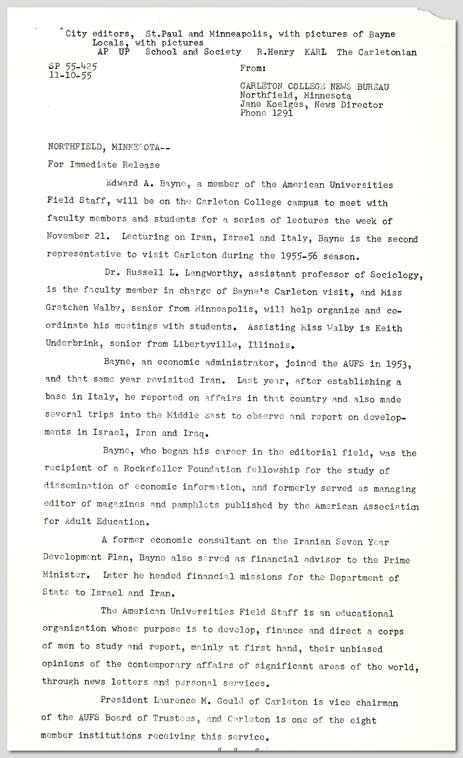 City editors, St.Paul and Minneapolis, with pictures of Bayne
Locals, with pictures
AP UP School and Society R.Henry KARL The Carletonian
SP 55-425
11-10-55
From:
CARLETON COLLEGE NEWS BUREAU
Northfield, Minnesota
Jane Koelges, News Director
Phone 1291
NORTHFIELD, MINNESOTA--
For Immediate Release
Edward A. Bayne, a member of the American Universities
Field Staff, will be on the Carleton College campus to meet with
faculty members and students for a series of lectures the week of
November 21. Lecturing on Iran, Israel and Italy, Bayne is the second
representative to visit Carleton during the 1955-56 season.
Dr. Russell L. Langworthy, assistant professor of Sociology,
is the faculty member in charge of Bayne's Carleton visit, and Miss
Gretchen Walby, senior from Minneapolis, will help organize and co-
ordinate his meetings with students. Assisting Miss Walby is Keith
Underbrink, senior from Libertyville, Illinois.
Bayne, an economic administrator, joined the AUFS in 1953,
and that same year revisited Iran. Last year, after establishing a
base in Italy, he reported on affairs in that country and also made
several trips into the Middle East to observe and report on develop-
ments in Israel, Iran and Iraq.
Bayne, who began his career in the editorial field, was the
recipient of a Rockefeller Foundation fellowship for the study of
dissemination of economic information, and formerly served as managing
editor of magazines and pamphlets published by the American Association
for Adult Education.
A former economic consultant on the Iranian Seven Year
Development Plan, Bayne also served as financial advisor to the Prime
Minister. Later he headed financial missions for the Department of
State to Israel and Iran.
The American Universities Field Staff is an educational
organization whose purpose is to develop, finance and direct a corps
of men to study and report, mainly at first hand, their unbiased
opinions of the contemporary affairs of significant areas of the world,
through news letters and personal services.
President Laurence M. Gould of Carleton is vice chairman
of the AUFS Board of Trustees, and Carleton is one of the eight
member institutions receiving this service.
# # #